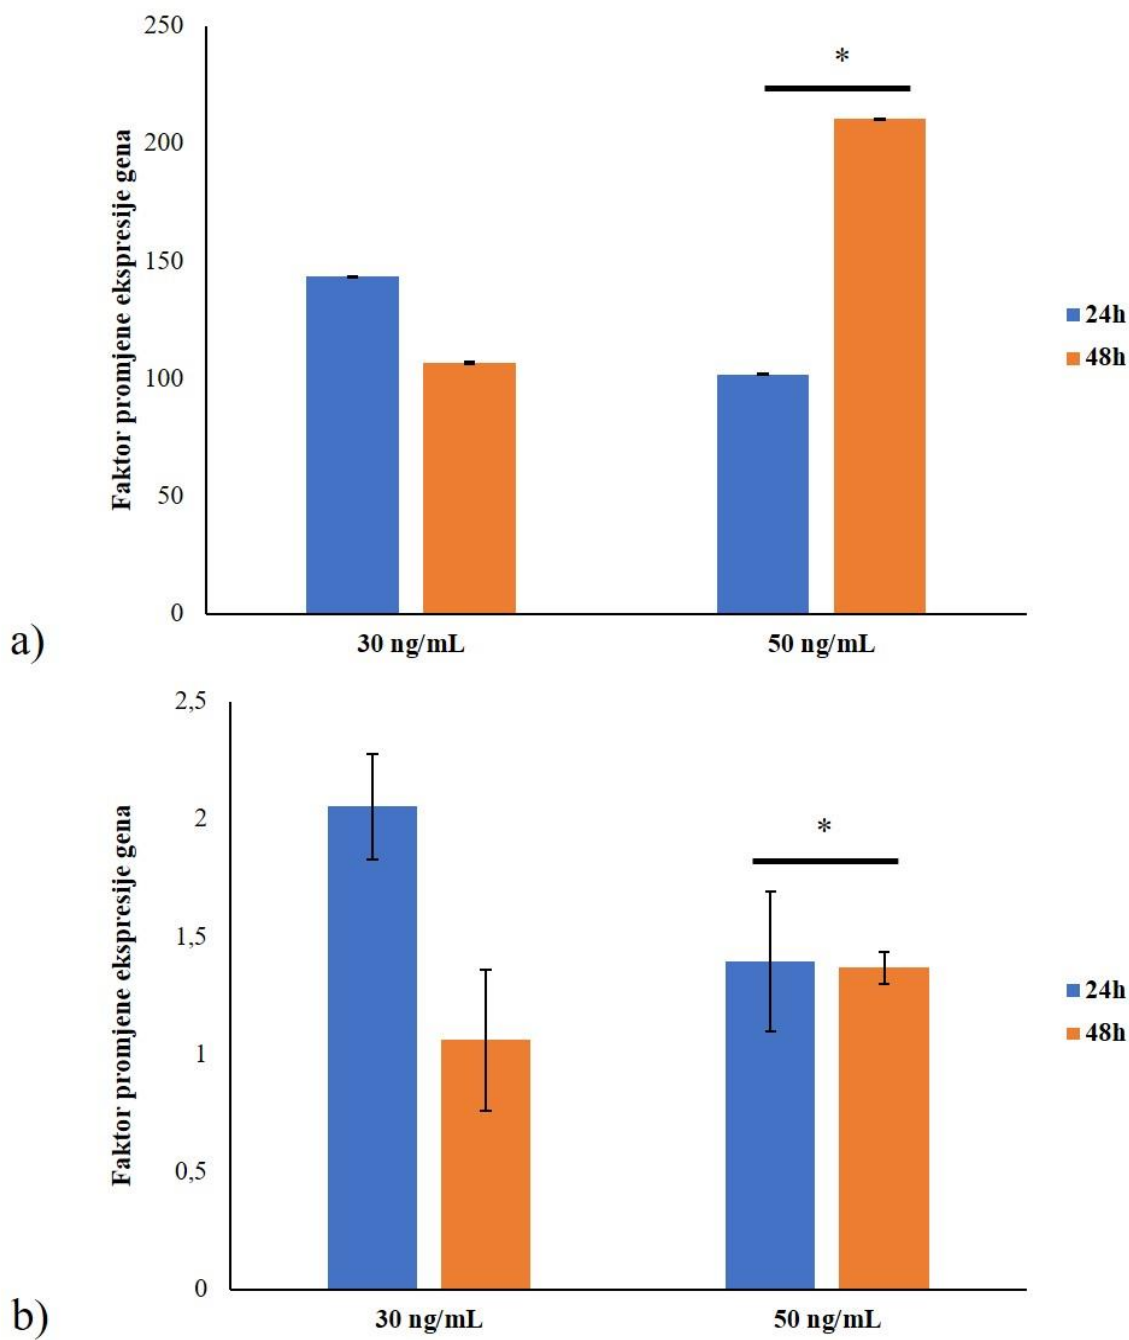 250
200
150
100
50
0
Faktor promjene ekspresije gena
*
24h
48h
30 ng/mL
50 ng/mL
a)
2,5
2
1,5
1
0,5
0
Faktor promjene ekspresije gena
*
24h
48h
30 ng/mL
50 ng/mL
b)